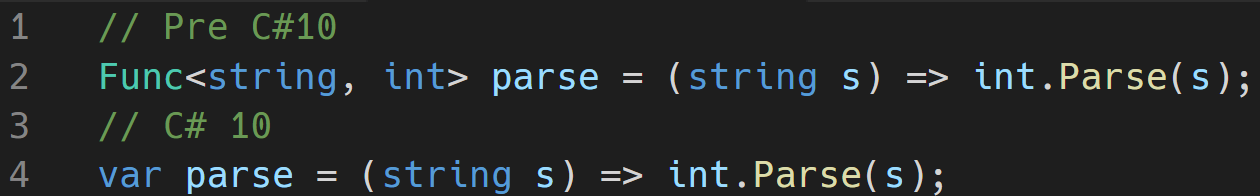 1 // Pre C#10
2 Func<string, int> parse = (string s) => int.Parse(s);
3 // C# 10
4 var parse = (string s) => int.Parse(s);